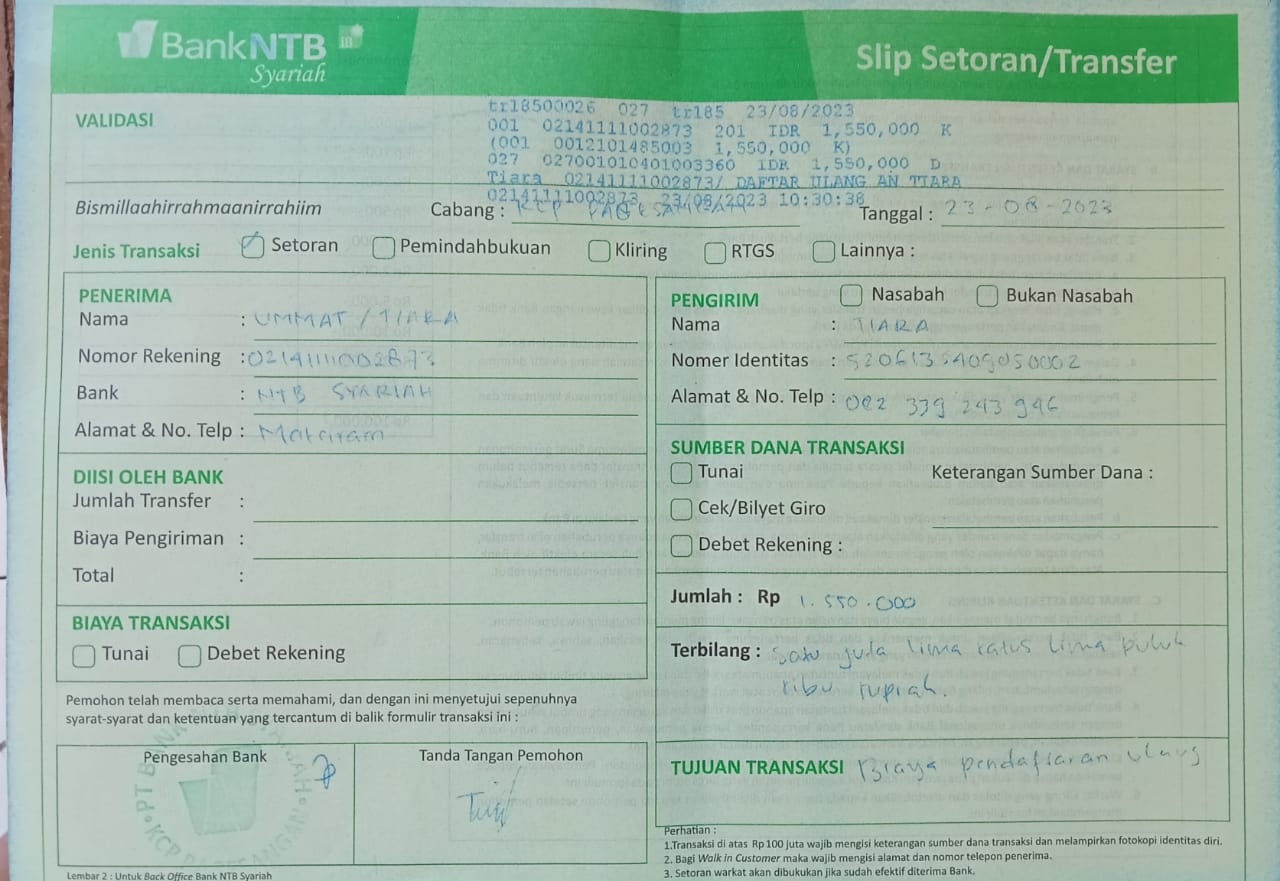 BankNTB
Syariah
Slip Setoran/Transfer
VALIDASI
tr18500026 027 tr185 23/08/2023
001 02141111002873 201 IDR 1,550,000 K
(001 0012101485003 1,550,000 K)
027 027001010401003360 IDR 1,550,000 D
Tiara 02141111002873/ DAFTAR ULANG AN TIARA
02141111002873, 23/08/2023 10:30:38
Bismillaahirrahmaanirrahiim
Cabang : KCP PAGESANGAN
Tanggal : 23-08-2023
Jenis Transaksi Setoran Pemindahbukuan Kliring RTGS Lainnya :
PENERIMA
Nama : UMMAT / TIARA
Nomor Rekening : 02141111002873
Bank : NTB SYARIAH
Alamat & No. Telp : Mataram
DIISI OLEH BANK
Jumlah Transfer :
Biaya Pengiriman :
Total :
BIAYA TRANSAKSI
Tunai Debet Rekening
Pemohon telah membaca serta memahami, dan dengan ini menyetujui sepenuhnya
syarat-syarat dan ketentuan yang tercantum di balik formulir transaksi ini :
Pengesahan Bank
Tanda Tangan Pemohon
Lembar 2 : Untuk Back Office Bank NTB Syariah
PENGIRIM Nasabah Bukan Nasabah
Nama : TIARA
Nomer Identitas : 5206135409050002
Alamat & No. Telp : 082 339 243 946
SUMBER DANA TRANSAKSI
Tunai Keterangan Sumber Dana :
Cek/Bilyet Giro
Debet Rekening :
Jumlah : Rp 1.550.000
Terbilang : Satu juta lima ratus lima puluh
ribu rupiah.
TUJUAN TRANSAKSI Biaya pendaftaran ulang
Perhatian :
1.Transaksi di atas Rp 100 juta wajib mengisi keterangan sumber dana transaksi dan melampirkan fotokopi identitas diri.
2. Bagi Walk in Customer maka wajib mengisi alamat dan nomor telepon penerima.
3. Setoran warkat akan dibukukan jika sudah efektif diterima Bank.